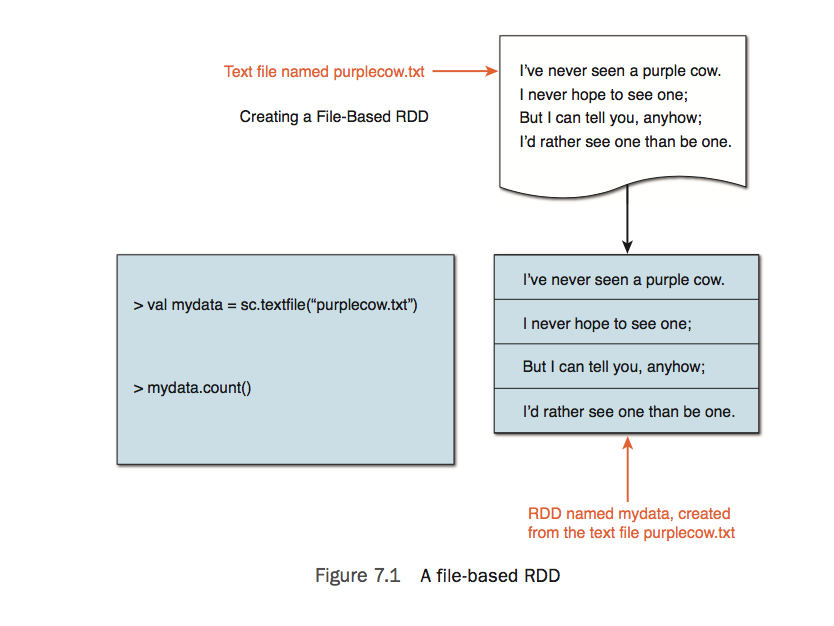 Text file named purplecow.txt
Creating a File-Based RDD
I’ve never seen a purple cow.
I never hope to see one;
But I can tell you, anyhow;
I’d rather see one than be one.
> val mydata = sc.textfile(“purplecow.txt”)
> mydata.count()
I’ve never seen a purple cow.
I never hope to see one;
But I can tell you, anyhow;
I’d rather see one than be one.
RDD named mydata, created
from the text file purplecow.txt
Figure 7.1 A file-based RDD